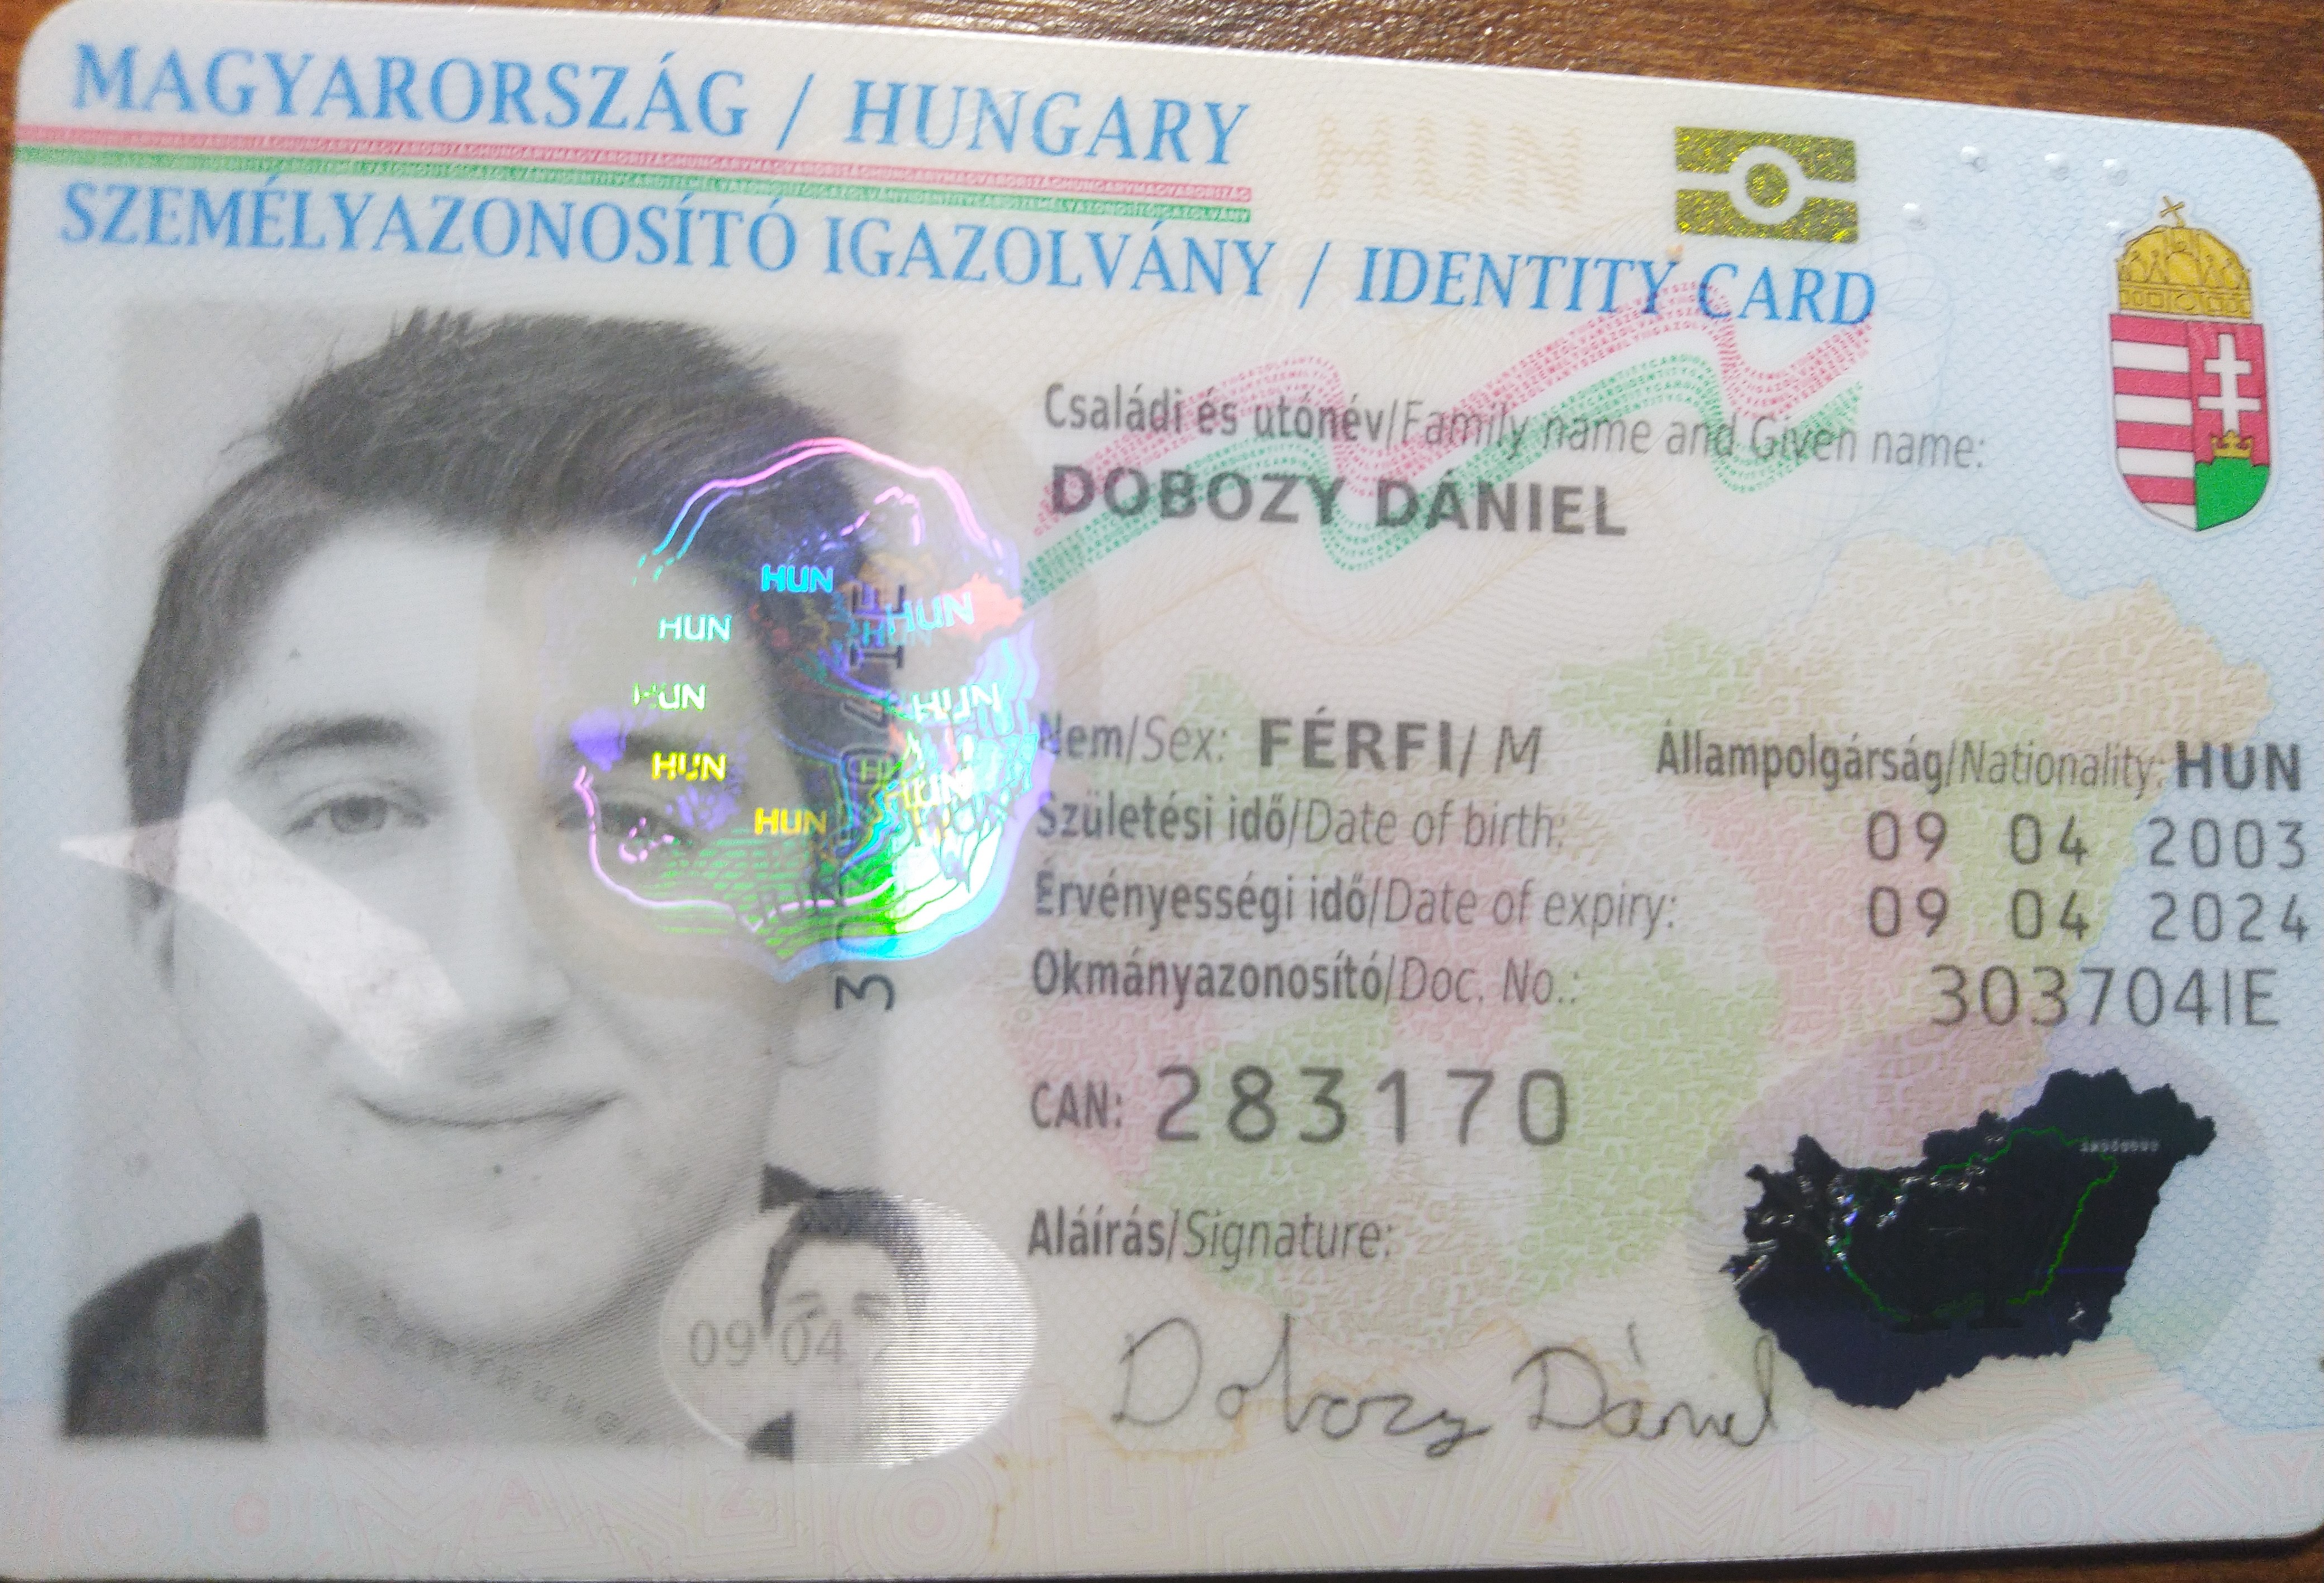 MAGYARORSZÁG / HUNGARY
HUN
SZEMÉLYAZONOSÍTÓ IGAZOLVÁNY / IDENTITY CARD
Családi és utónév/Family name and Given name:
DOBOZY DÁNIEL
HUN
HUN
HUN
HUN
HUN
HUN
HUN
HUN
Nem/Sex: FÉRFI/ M Állampolgárság/Nationality: HUN
Születési idő/Date of birth: 09 04 2003
Érvényességi idő/Date of expiry: 09 04 2024
Okmányazonosító/Doc. No.: 303704IE
CAN: 283170
Aláírás/Signature:
09 04
Dobozy Dániel